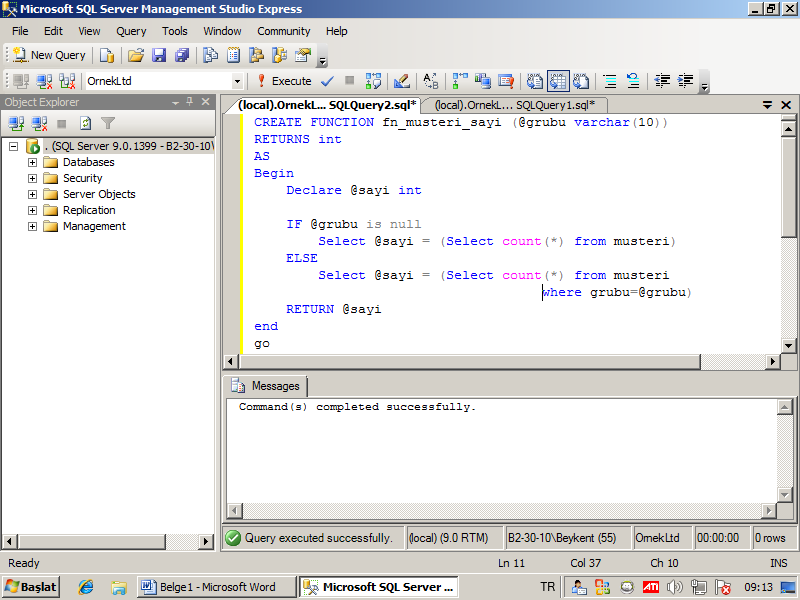 Microsoft SQL Server Management Studio Express
File Edit View Query Tools Window Community Help
New Query
OrnekLtd
Execute
Object Explorer
. (SQL Server 9.0.1399 - B2-30-10\
Databases
Security
Server Objects
Replication
Management
(local).OrnekL... SQLQuery2.sql*
(local).OrnekL... SQLQuery1.sql*
CREATE FUNCTION fn_musteri_sayi (@grubu varchar(10))
RETURNS int
AS
Begin
Declare @sayi int
IF @grubu is null
Select @sayi = (Select count(*) from musteri)
ELSE
Select @sayi = (Select count(*) from musteri
where grubu=@grubu)
RETURN @sayi
end
go
Messages
Command(s) completed successfully.
Query executed successfully.
(local) (9.0 RTM)
B2-30-10\Beykent (55)
OrnekLtd
00:00:00
0 rows
Ready
Ln 11
Col 37
Ch 10
INS
Başlat
Belge1 - Microsoft Word
Microsoft SQL Server ...
TR
ATI
09:13